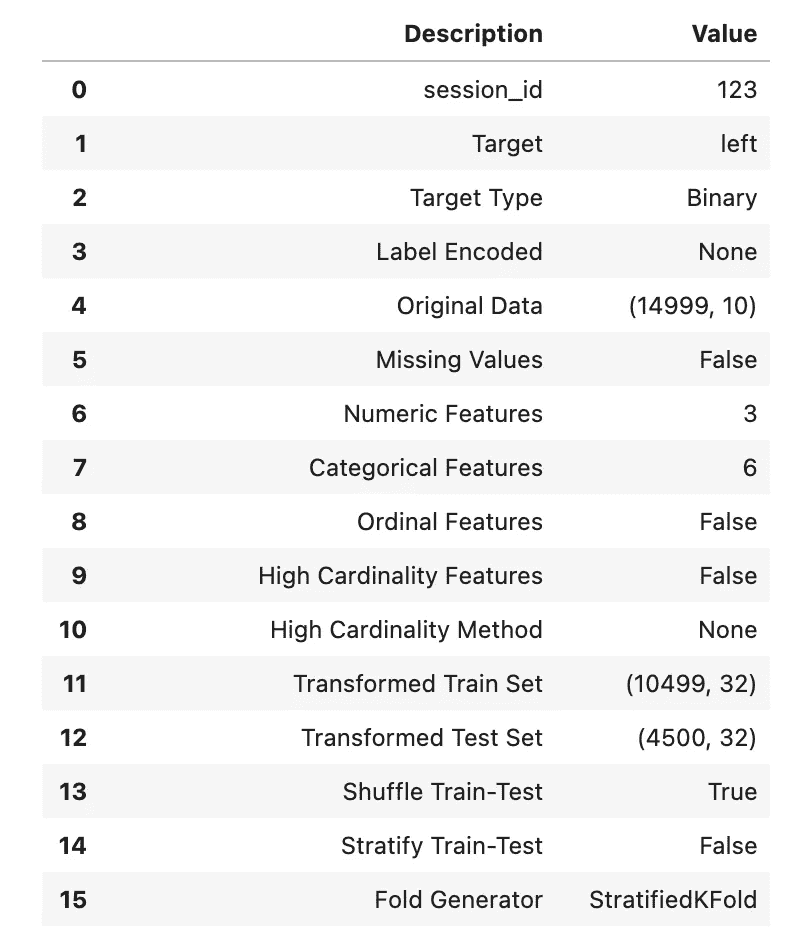 Description Value
0 session_id 123
1 Target left
2 Target Type Binary
3 Label Encoded None
4 Original Data (14999, 10)
5 Missing Values False
6 Numeric Features 3
7 Categorical Features 6
8 Ordinal Features False
9 High Cardinality Features False
10 High Cardinality Method None
11 Transformed Train Set (10499, 32)
12 Transformed Test Set (4500, 32)
13 Shuffle Train-Test True
14 Stratify Train-Test False
15 Fold Generator StratifiedKFold